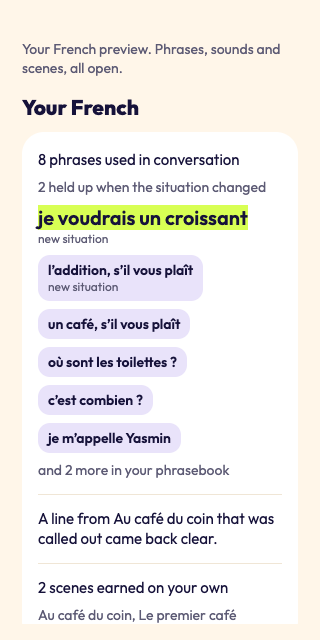 Your French preview. Phrases, sounds and
scenes, all open.
Your French
8 phrases used in conversation
2 held up when the situation changed
je voudrais un croissant
new situation
l’addition, s’il vous plaît
new situation
un café, s’il vous plaît
où sont les toilettes ?
c’est combien ?
je m’appelle Yasmin
and 2 more in your phrasebook
A line from Au café du coin that was
called out came back clear.
2 scenes earned on your own
Au café du coin, Le premier café